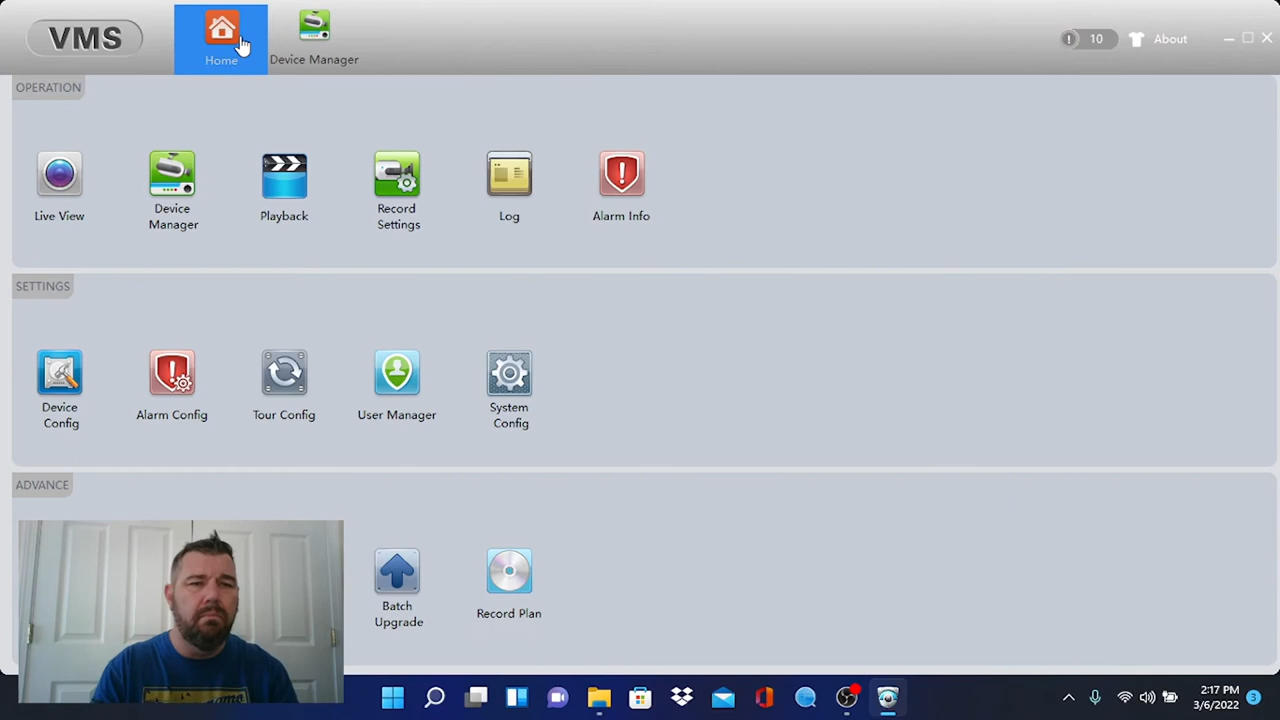 VMS
Home
Device Manager
10
About
OPERATION
Live View
Device
Manager
Playback
Record
Settings
Log
Alarm Info
SETTINGS
Device
Config
Alarm Config
Tour Config
User Manager
System
Config
ADVANCE
Batch
Upgrade
Record Plan
2:17 PM
3/6/2022
3